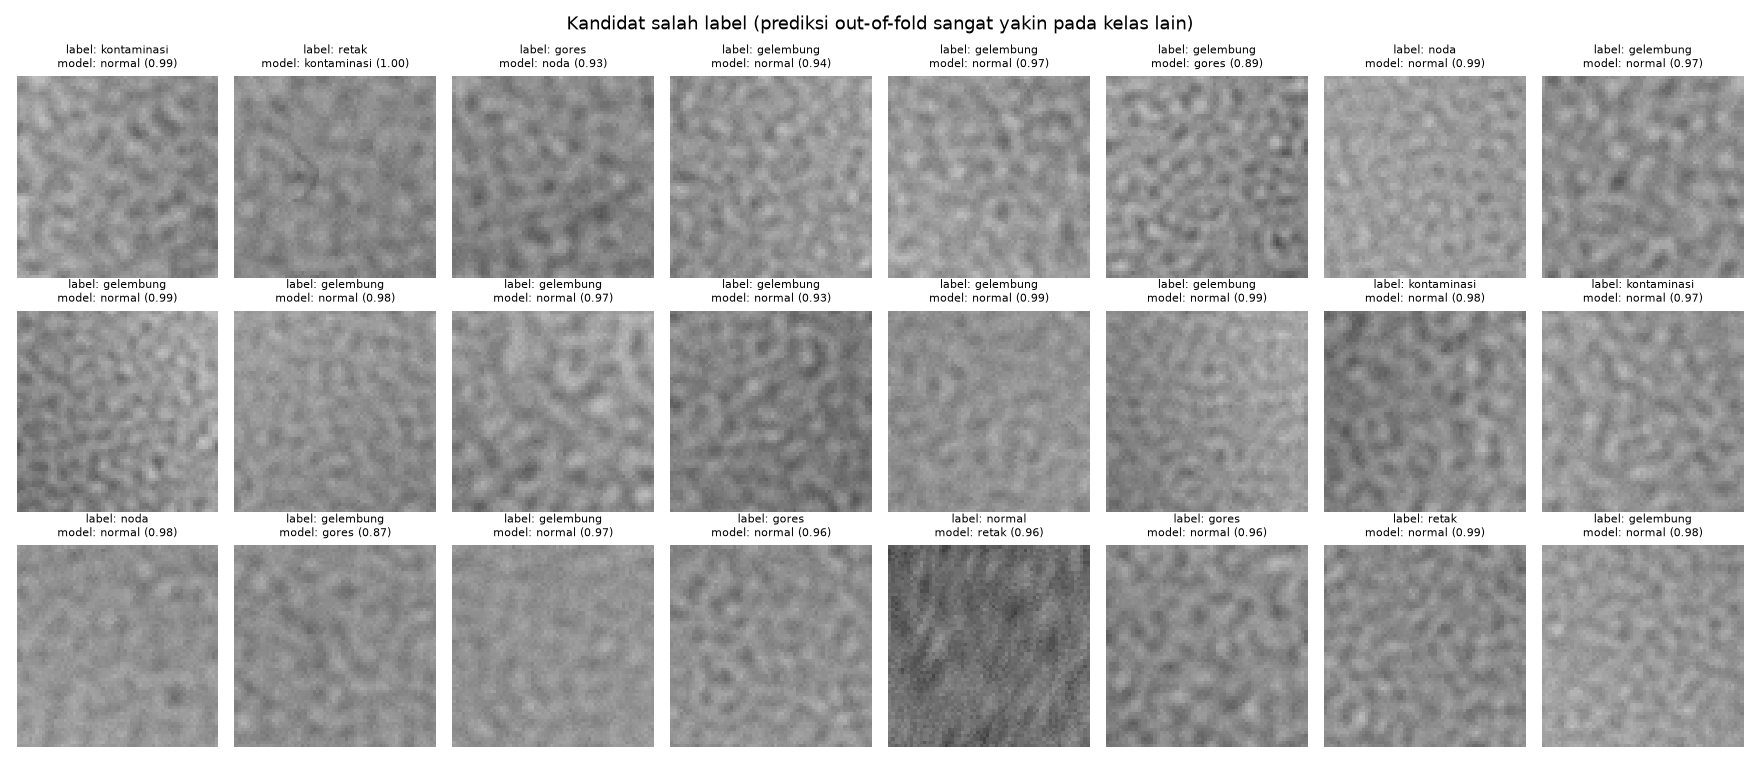 Kandidat salah label (prediksi out-of-fold sangat yakin pada kelas lain)
label: kontaminasi
model: normal (0.99)
label: retak
model: kontaminasi (1.00)
label: gores
model: noda (0.93)
label: gelembung
model: normal (0.94)
label: gelembung
model: normal (0.97)
label: gelembung
model: gores (0.89)
label: noda
model: normal (0.99)
label: gelembung
model: normal (0.97)
label: gelembung
model: normal (0.99)
label: gelembung
model: normal (0.98)
label: gelembung
model: normal (0.97)
label: gelembung
model: normal (0.93)
label: gelembung
model: normal (0.99)
label: gelembung
model: normal (0.99)
label: kontaminasi
model: normal (0.98)
label: kontaminasi
model: normal (0.97)
label: noda
model: normal (0.98)
label: gelembung
model: gores (0.87)
label: gelembung
model: normal (0.97)
label: gores
model: normal (0.96)
label: normal
model: retak (0.96)
label: gores
model: normal (0.96)
label: retak
model: normal (0.99)
label: gelembung
model: normal (0.98)